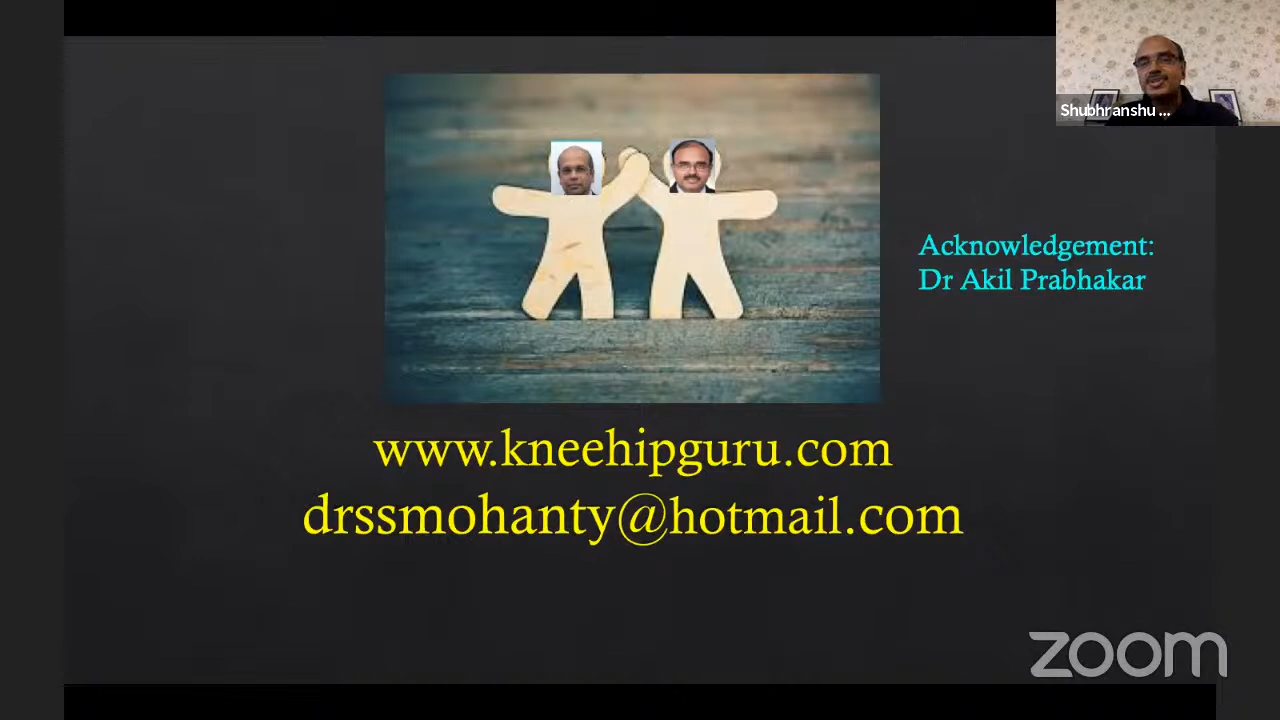 Shubhranshu ...
Acknowledgement:
Dr Akil Prabhakar
www.kneehipguru.com
drssmohanty@hotmail.com
zoom